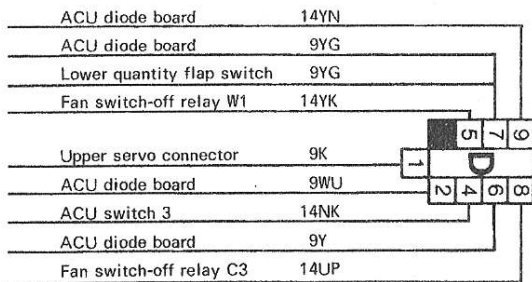 ACU diode board 14YN
ACU diode board 9YG
Lower quantity flap switch 9YG
Fan switch-off relay W1 14YK
5 7 9
Upper servo connector 9K
1 D
ACU diode board 9WU
2 4 6 8
ACU switch 3 14NK
ACU diode board 9Y
Fan switch-off relay C3 14UP